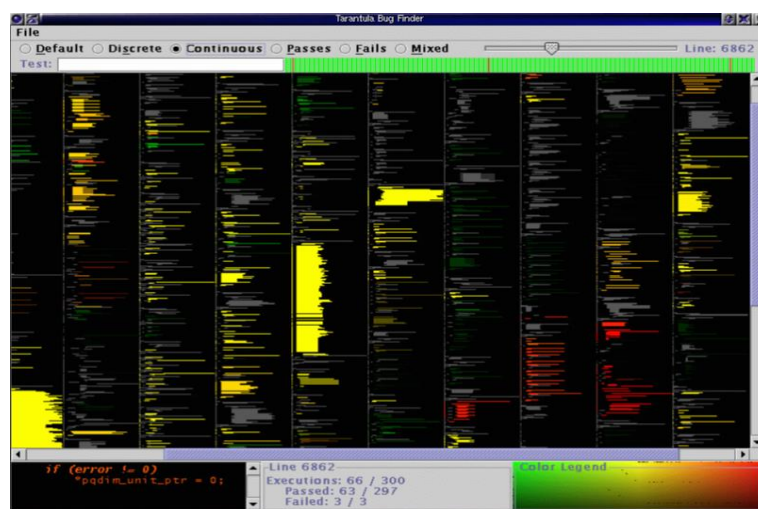 Tarantula Bug Finder
File
Default Discrete Continuous Passes Fails Mixed Line: 6862
Test:
if (error != 0)
*pqdim_unit_ptr = 0;
Line 6862
Executions: 66 / 300
Passed: 63 / 297
Failed: 3 / 3
Color Legend